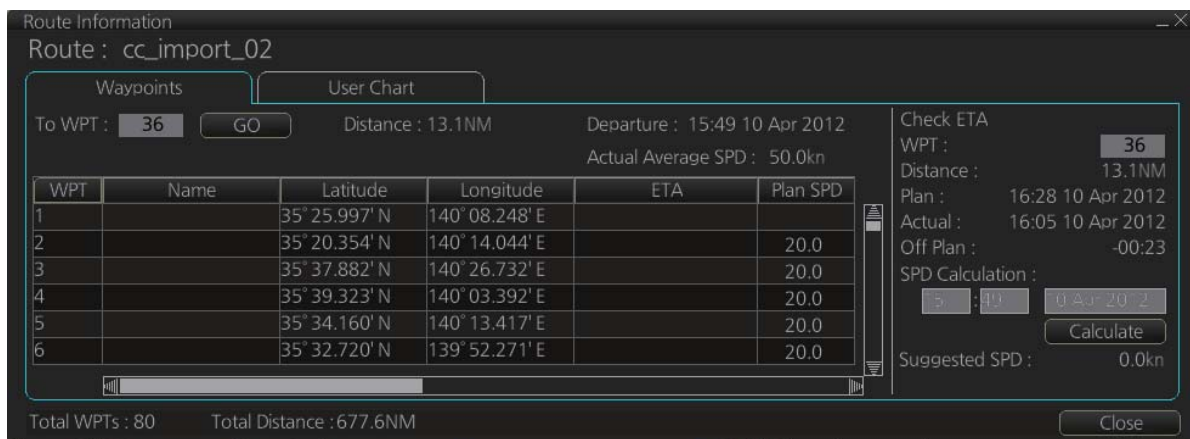 Route Information
Route : cc_import_02
Waypoints User Chart
To WPT : 36 GO Distance : 13.1NM Departure : 15:49 10 Apr 2012
Actual Average SPD : 50.0kn
WPT Name Latitude Longitude ETA Plan SPD
1 35° 25.997' N 140° 08.248' E
2 35° 20.354' N 140° 14.044' E 20.0
3 35° 37.882' N 140° 26.732' E 20.0
4 35° 39.323' N 140° 03.392' E 20.0
5 35° 34.160' N 140° 13.417' E 20.0
6 35° 32.720' N 139° 52.271' E 20.0
Check ETA
WPT : 36
Distance : 13.1NM
Plan : 16:28 10 Apr 2012
Actual : 16:05 10 Apr 2012
Off Plan : -00:23
SPD Calculation :
15 : 49 10 Apr 2012
Calculate
Suggested SPD : 0.0kn
Total WPTs : 80 Total Distance : 677.6NM Close